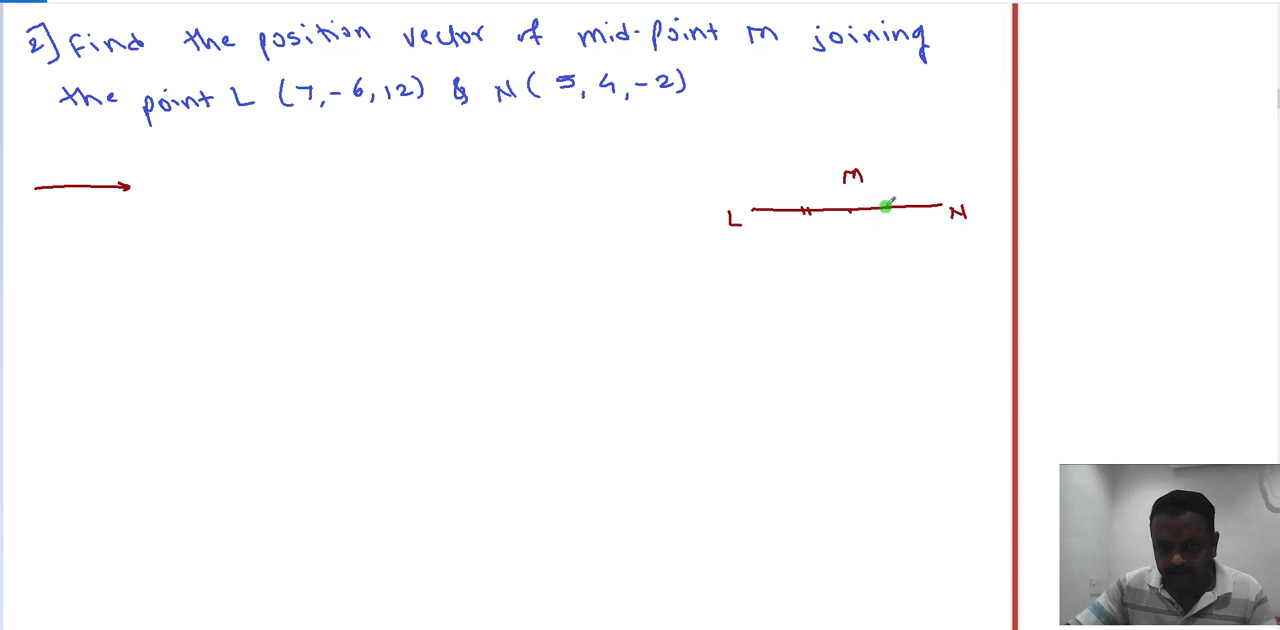 2] Find the position vector of mid-point M joining
the point L (7,-6,12) & N( 5, 4, -2)
M
L
N